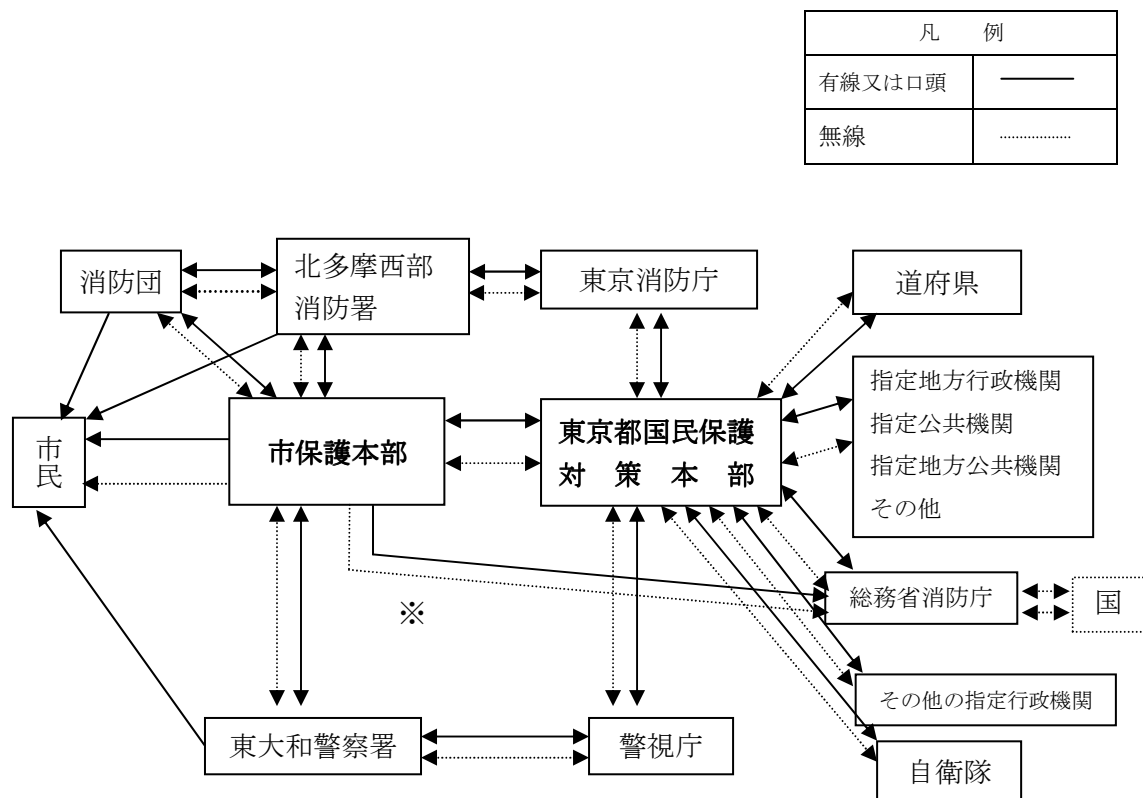 凡 例
有線又は口頭
無線
消防団
北多摩西部
消防署
東京消防庁
道府県
指定地方行政機関
指定公共機関
指定地方公共機関
その他
市民
市保護本部
東京都国民保護
対 策 本 部
総務省消防庁
国
※
その他の指定行政機関
東大和警察署
警視庁
自衛隊